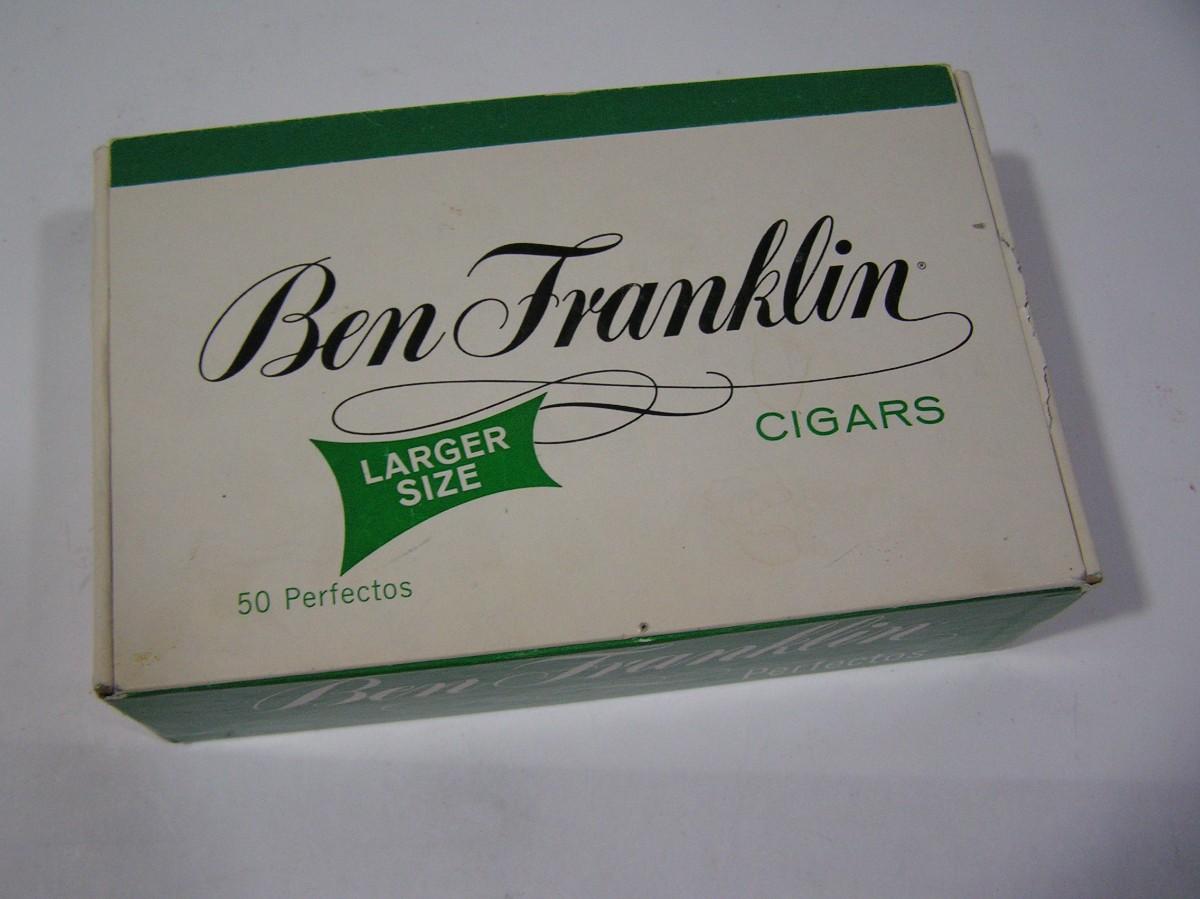 Ben Franklin®
CIGARS
LARGER
SIZE
50 Perfectos
Ben Franklin
Perfectos